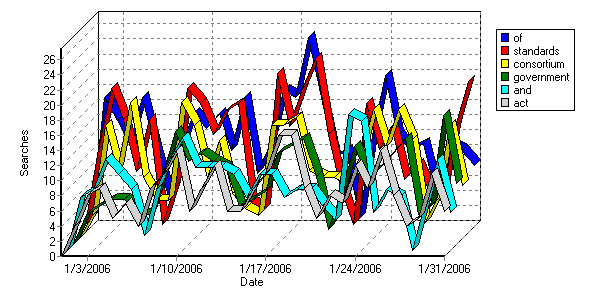 26
24
22
20
18
16
14
12
10
8
6
4
2
0
Searches
1/3/2006
1/10/2006
1/17/2006
1/24/2006
1/31/2006
Date
of
standards
consortium
government
and
act